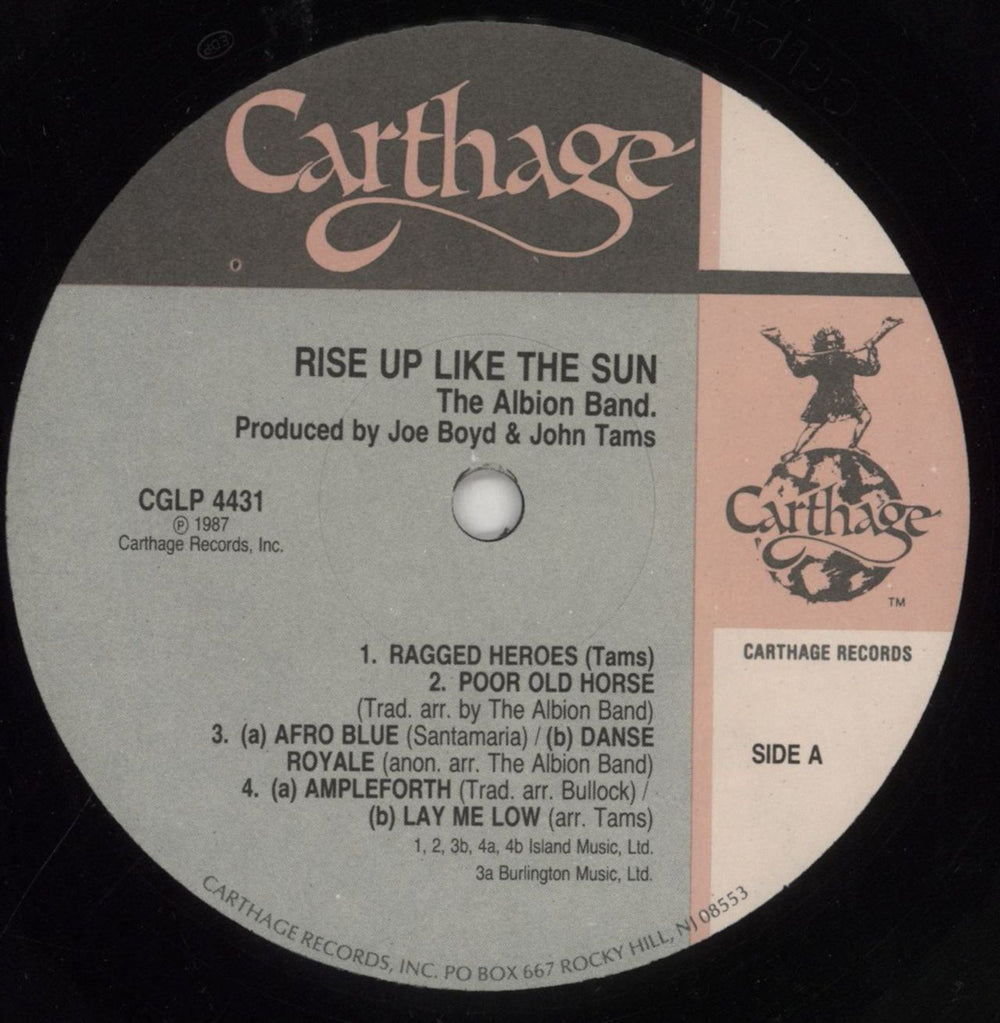 Carthage
RISE UP LIKE THE SUN
The Albion Band.
Produced by Joe Boyd & John Tams
CGLP 4431
℗ 1987
Carthage Records, Inc.
Carthage
TM
CARTHAGE RECORDS
SIDE A
1. RAGGED HEROES (Tams)
2. POOR OLD HORSE
(Trad. arr. by The Albion Band)
3. (a) AFRO BLUE (Santamaria) / (b) DANSE
ROYALE (anon. arr. The Albion Band)
4. (a) AMPLEFORTH (Trad. arr. Bullock) /
(b) LAY ME LOW (arr. Tams)
1, 2, 3b, 4a, 4b Island Music, Ltd.
3a Burlington Music, Ltd.
CARTHAGE RECORDS, INC. PO BOX 667 ROCKY HILL, NJ 08553
EDP